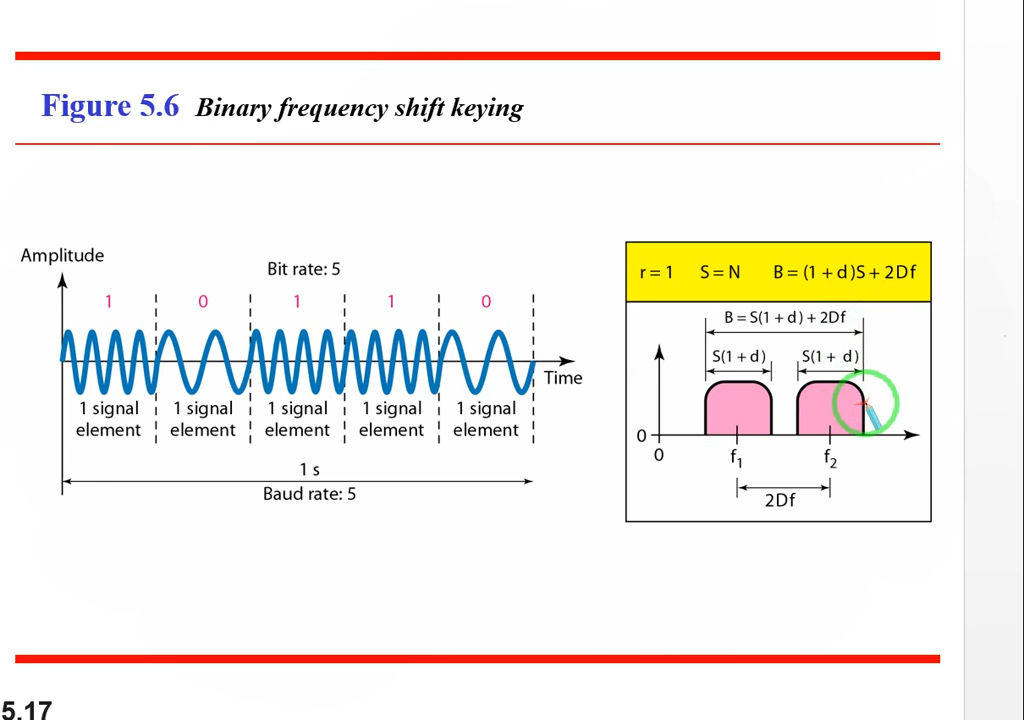 Figure 5.6 Binary frequency shift keying
Amplitude
Bit rate: 5
1 0 1 1 0
Time
1 signal element
1 signal element
1 signal element
1 signal element
1 signal element
1 s
Baud rate: 5
r = 1 S = N B = (1 + d)S + 2Df
B = S(1 + d) + 2Df
S(1 + d) S(1 + d)
0
0 f1 f2
2Df
5.17